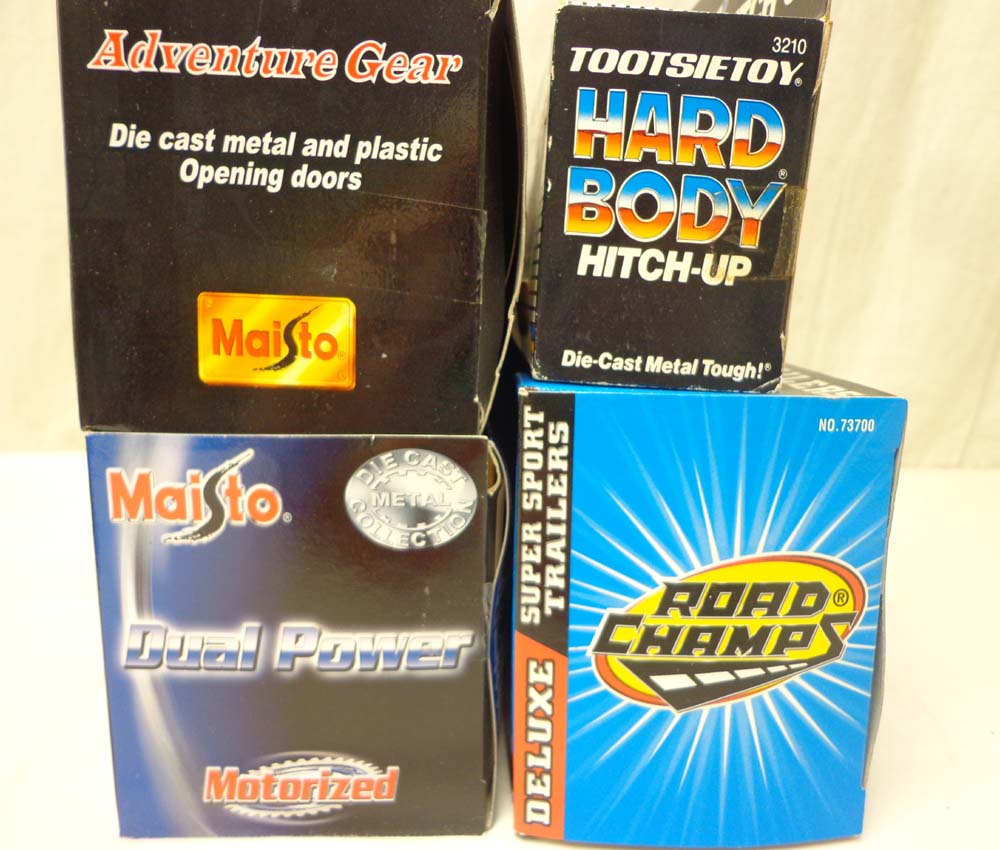 Adventure Gear
Die cast metal and plastic
Opening doors
Maisto®
3210
TOOTSIETOY®
HARD
BODY®
HITCH-UP
Die-Cast Metal Tough!®
Maisto®
DIE CAST
METAL
COLLECTION
Dual Power
Motorized
DELUXE
SUPER SPORT
TRAILERS
NO. 73700
ROAD®
CHAMPS